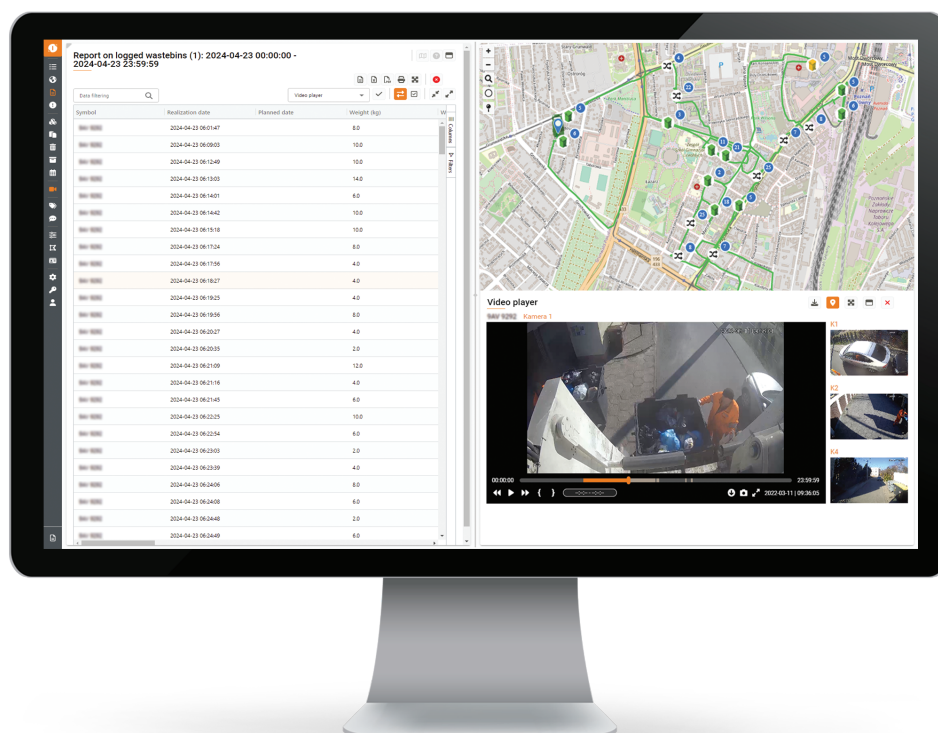 Report on logged wastebins (1): 2024-04-23 00:00:00 -
2024-04-23 23:59:59
Data filtering
Video player
Symbol Realization date Planned date Weight (kg) W
2024-04-23 06:01:47 8.0
2024-04-23 06:09:03 10.0
2024-04-23 06:12:49 10.0
2024-04-23 06:13:03 14.0
2024-04-23 06:14:01 6.0
2024-04-23 06:14:42 10.0
2024-04-23 06:15:18 10.0
2024-04-23 06:17:24 8.0
2024-04-23 06:17:56 4.0
2024-04-23 06:18:27 4.0
2024-04-23 06:19:25 4.0
2024-04-23 06:19:56 8.0
2024-04-23 06:20:27 4.0
2024-04-23 06:20:35 2.0
2024-04-23 06:21:09 12.0
2024-04-23 06:21:16 4.0
2024-04-23 06:21:45 6.0
2024-04-23 06:22:25 10.0
2024-04-23 06:22:54 6.0
2024-04-23 06:23:03 2.0
2024-04-23 06:23:39 4.0
2024-04-23 06:24:06 8.0
2024-04-23 06:24:08 6.0
2024-04-23 06:24:48 2.0
2024-04-23 06:24:49 6.0
Columns
Filters
Ostroróg
Most Dworcowy
Poznańskie
Zakłady
Naprawcze
Taboru
Kolejowego
S.A.
Video player
Kamera 1
K1
K2
K4
00:00:00
23:59:59
2022-03-11 | 09:36:05